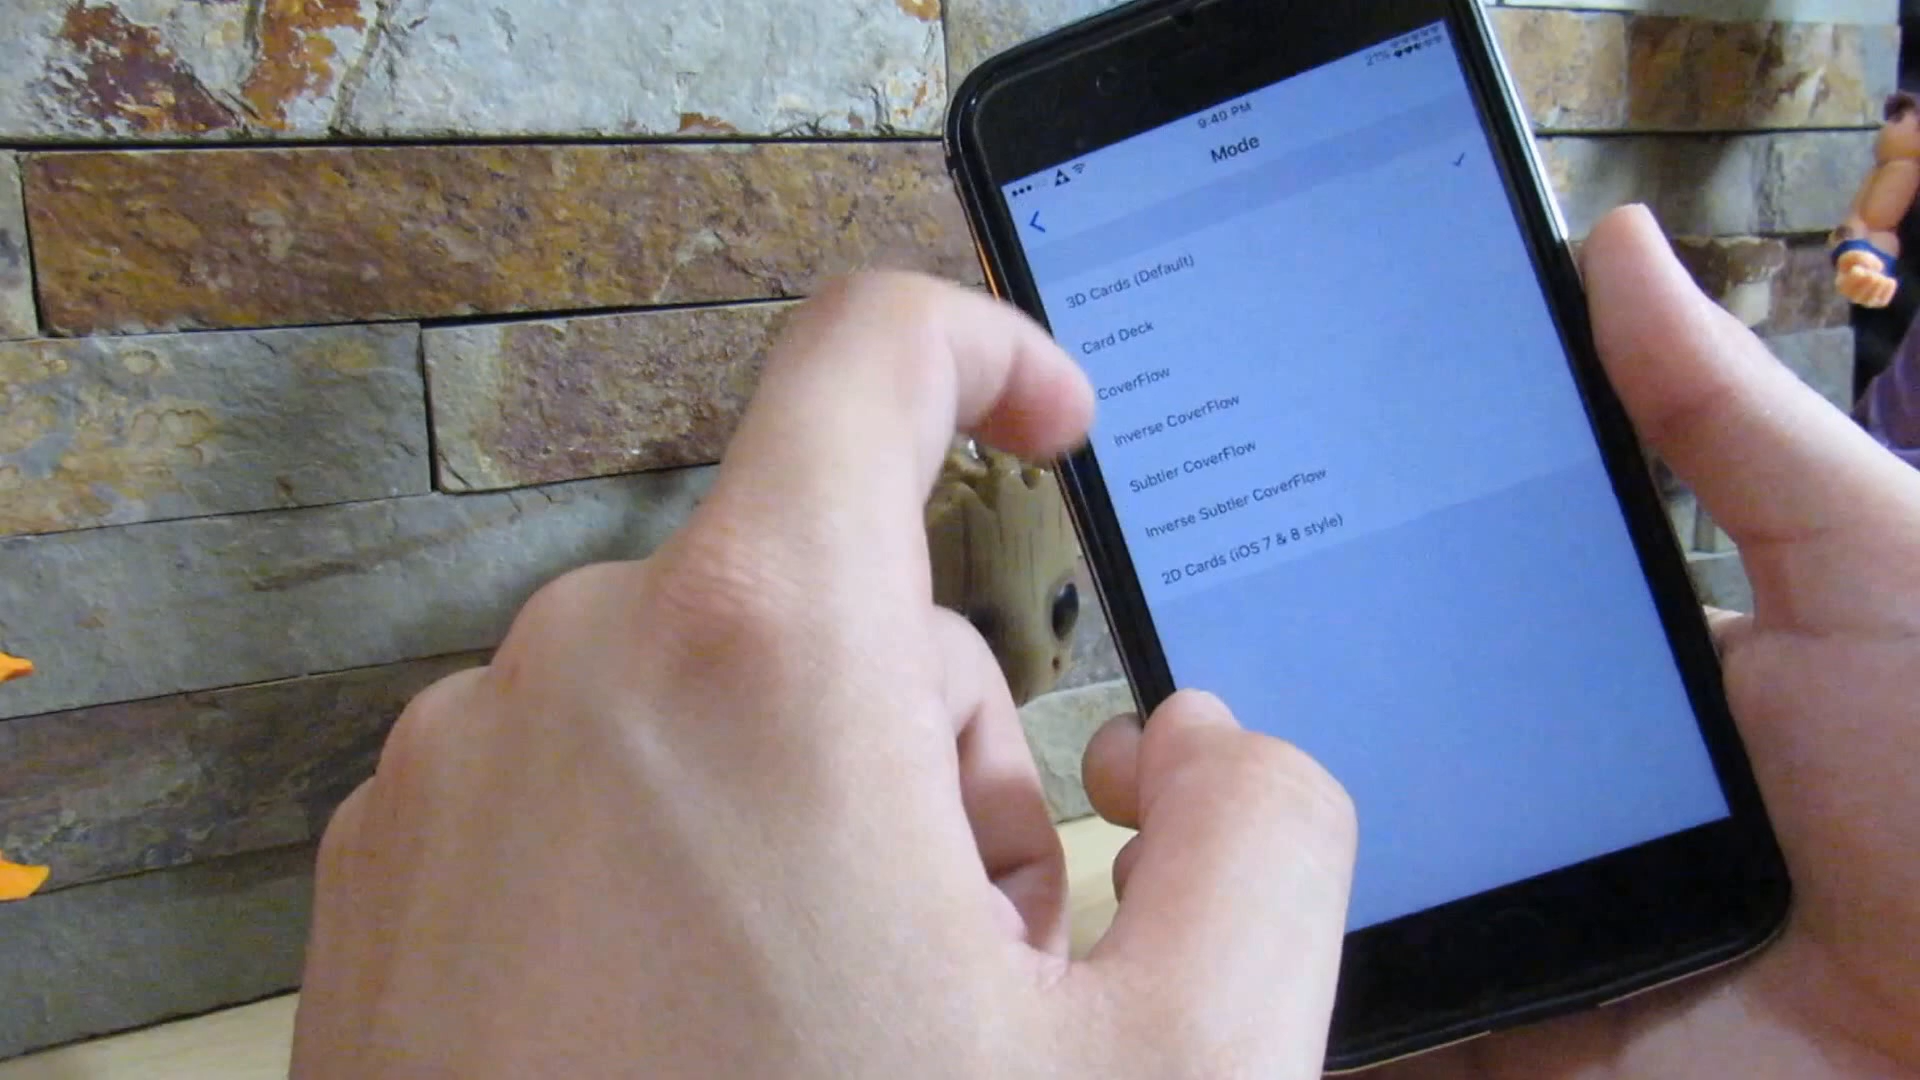 21%
9:40 PM
Mode
3D Cards (Default)
Card Deck
CoverFlow
Inverse CoverFlow
Subtler CoverFlow
Inverse Subtler CoverFlow
2D Cards (iOS 7 & 8 style)